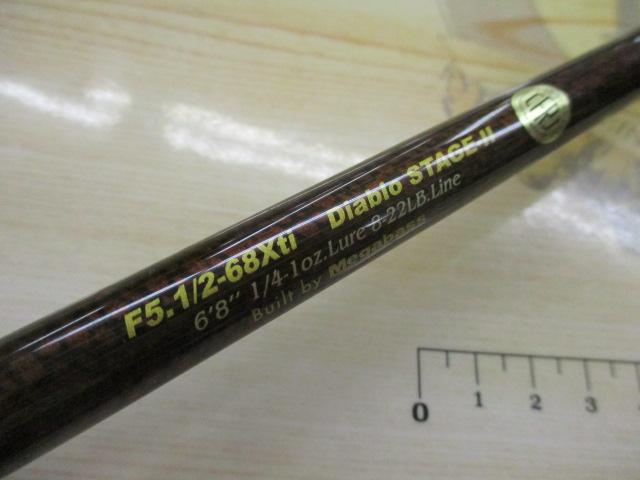 F5.1/2-68Xti Diablo STAGE-II
6'8" 1/4-1oz.Lure 8-22LB.Line
Built by Megabass
0 1 2 3